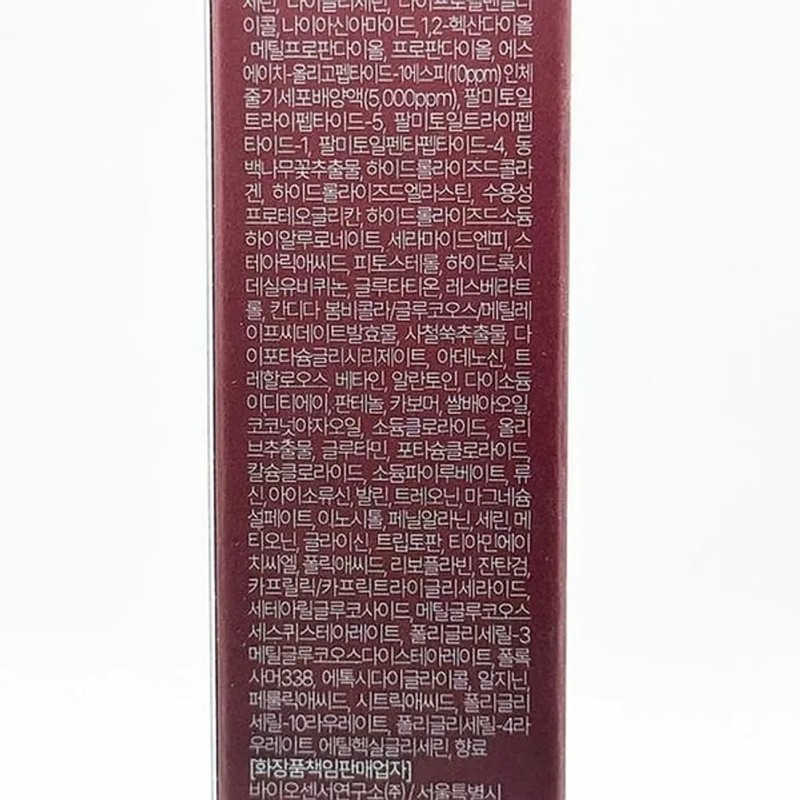 세린, 다이글리세린, 다이프로필렌글라
이콜, 나이아신아마이드, 1,2-헥산다이올
, 메틸프로판다이올, 프로판다이올, 에스
에이치-올리고펩타이드-1에스피(10ppm) 인체
줄기세포배양액(5,000ppm), 팔미토일
트라이펩타이드-5, 팔미토일트라이펩
타이드-1, 팔미토일펜타펩타이드-4, 동
백나무꽃추출물, 하이드롤라이즈드콜라
겐, 하이드롤라이즈드엘라스틴, 수용성
프로테오글리칸, 하이드롤라이즈드소듐
하이알루로네이트, 세라마이드엔피, 스
테아릭애씨드, 피토스테롤, 하이드록시
데실유비퀴논, 글루타티온, 레스베라트
롤, 칸디다 봄비콜라/글루코오스/메틸레
이프씨데이트발효물, 사철쑥추출물, 다
이포타슘글리시리제이트, 아데노신, 트
레할로오스, 베타인, 알란토인, 다이소듐
이디티에이, 판테놀, 카보머, 쌀배아오일,
코코넛야자오일, 소듐클로라이드, 올리
브추출물, 글루타민, 포타슘클로라이드,
칼슘클로라이드, 소듐파이루베이트, 류
신, 아이소류신, 발린, 트레오닌, 마그네슘
설페이트, 이노시톨, 페닐알라닌, 세린, 메
티오닌, 글라이신, 트립토판, 티아민에이
치씨엘, 폴릭애씨드, 리보플라빈, 잔탄검,
카프릴릭/카프릭트라이글리세라이드,
세테아릴글루코사이드, 메틸글루코오스
세스퀴스테아레이트, 폴리글리세릴-3
메틸글루코오스다이스테아레이트, 폴록
사머338, 에톡시다이글라이콜, 알지닌,
페룰릭애씨드, 시트릭애씨드, 폴리글리
세릴-10라우레이트, 폴리글리세릴-4라
우레이트, 에틸헥실글리세린, 향료
[화장품책임판매업자]
바이오센서연구소(주) / 서울특별시